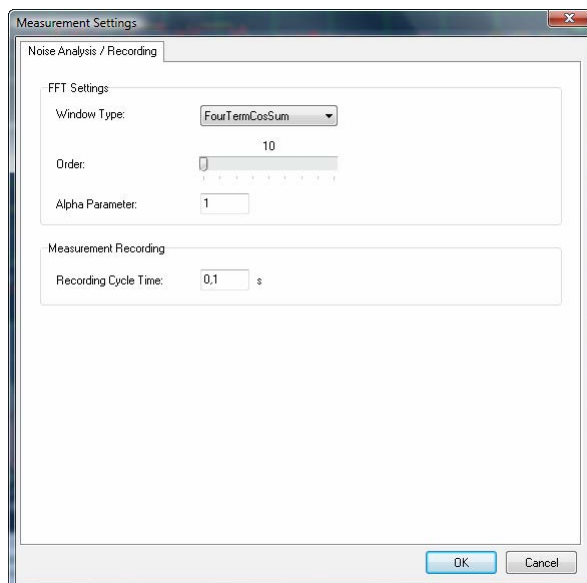 Measurement Settings
Noise Analysis / Recording
FFT Settings
Window Type: FourTermCosSum
10
Order:
Alpha Parameter: 1
Measurement Recording
Recording Cycle Time: 0,1 s
OK Cancel